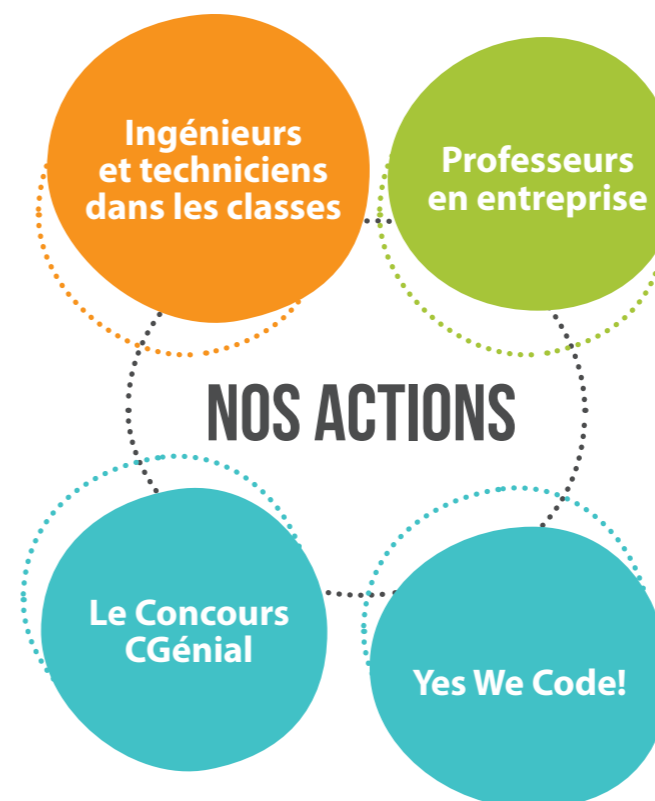 Ingénieurs
et techniciens
dans les classes
Professeurs
en entreprise
NOS ACTIONS
Le Concours
CGénial
Yes We Code!